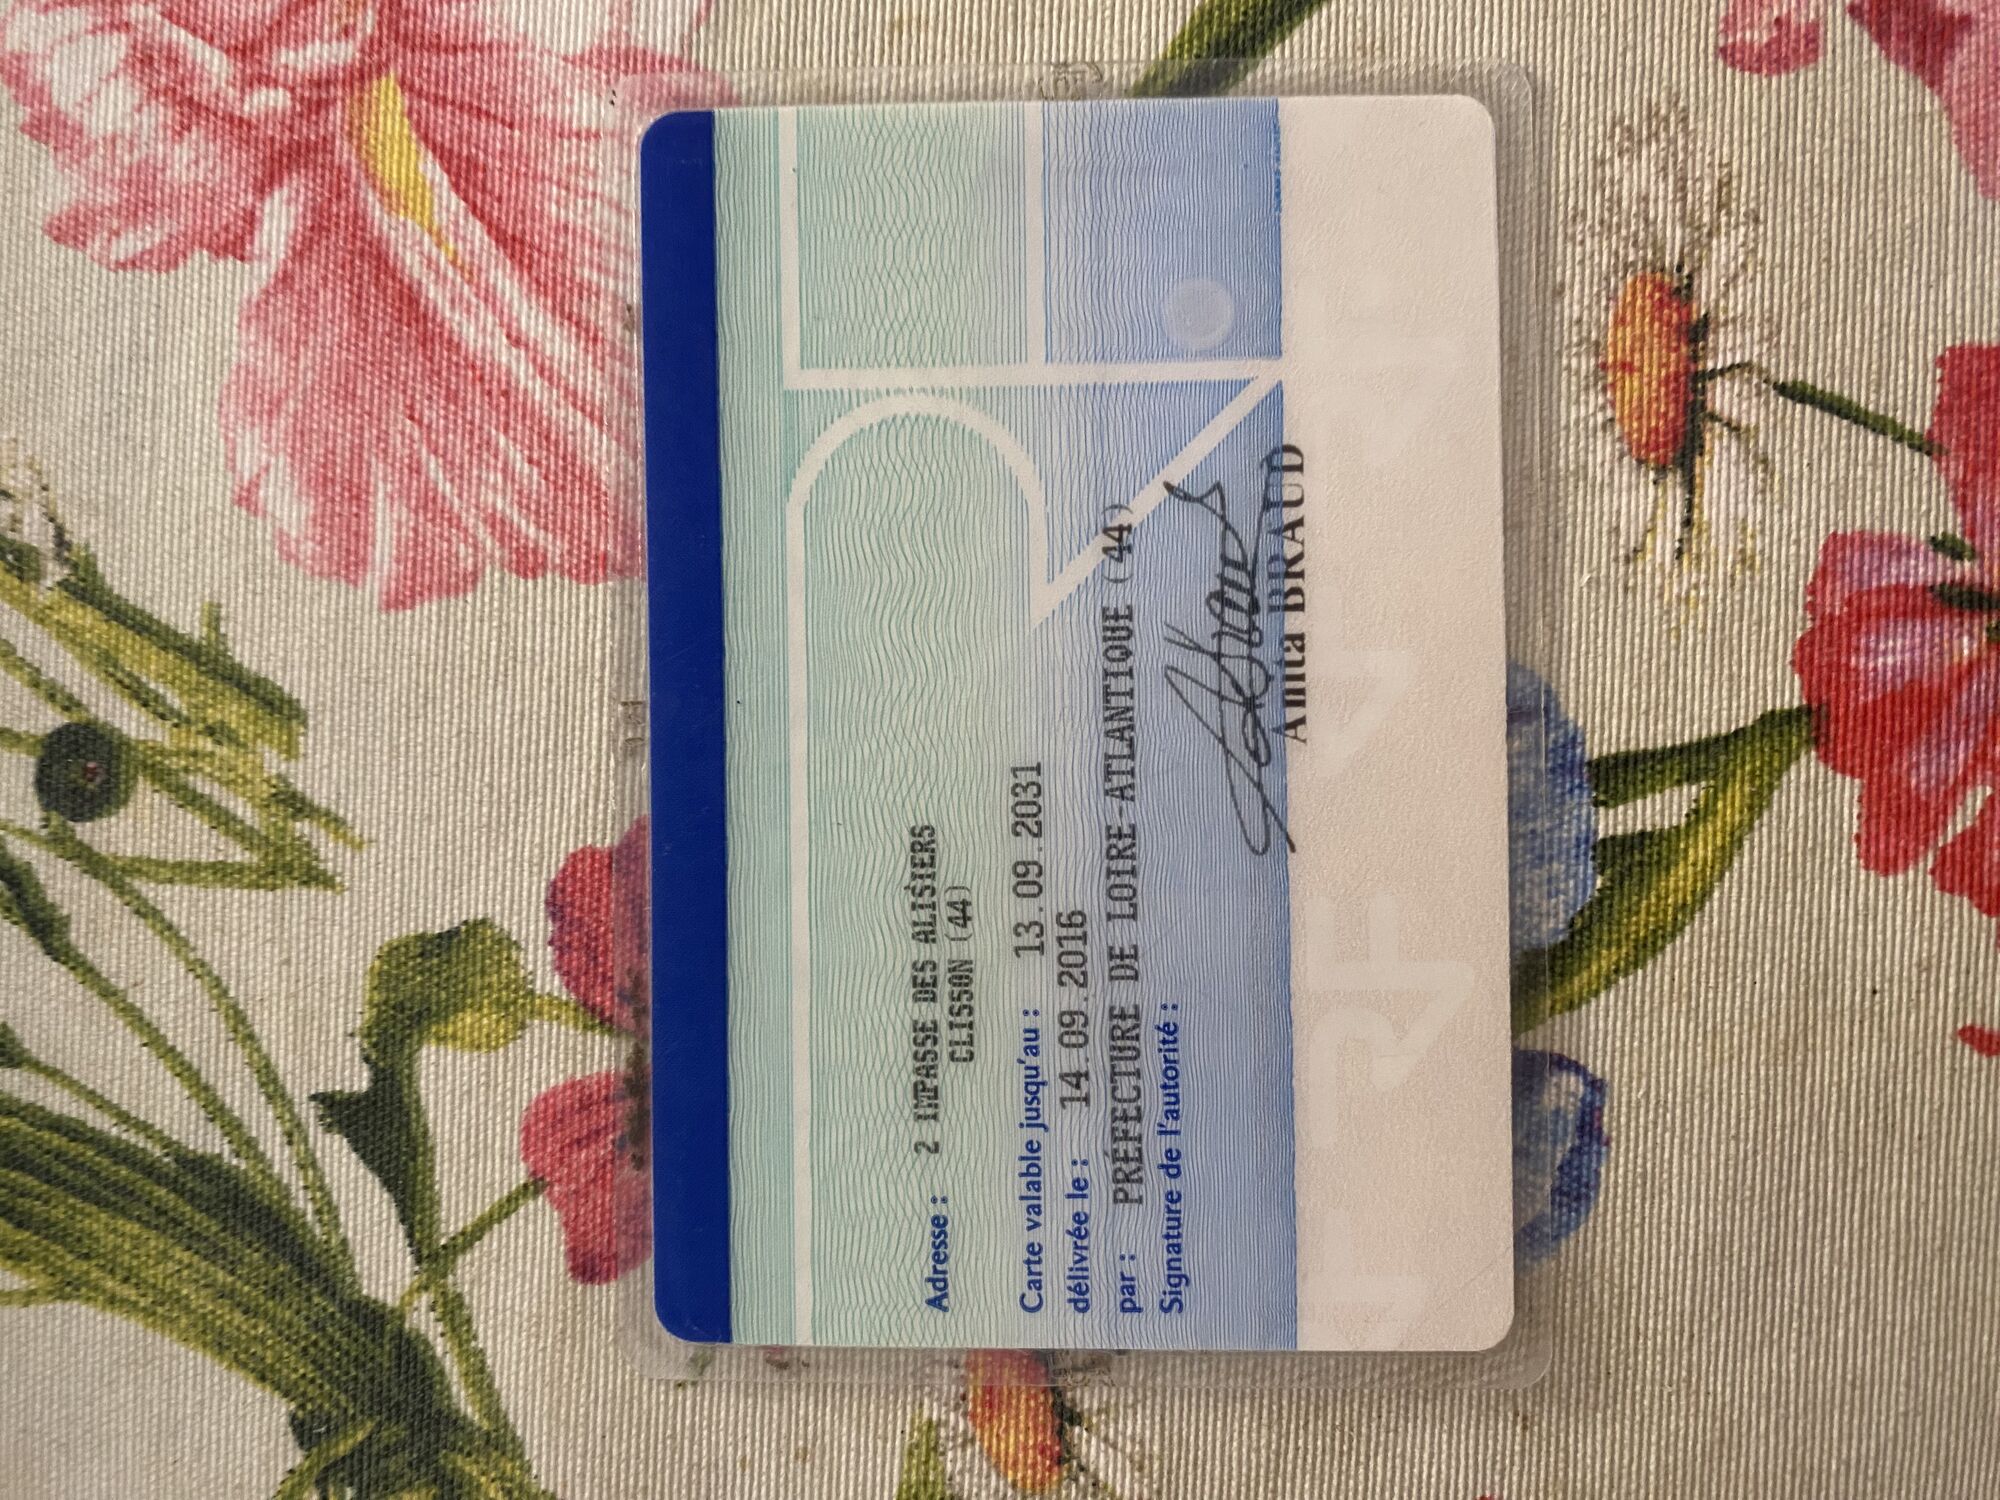 Adresse : 2 IMPASSE DES ALISIERS
CLISSON (44)
Carte valable jusqu'au : 13.09.2031
délivrée le : 14.09.2016
par : PRÉFECTURE DE LOIRE-ATLANTIQUE (44)
Signature de l'autorité :
Anita BRAUD